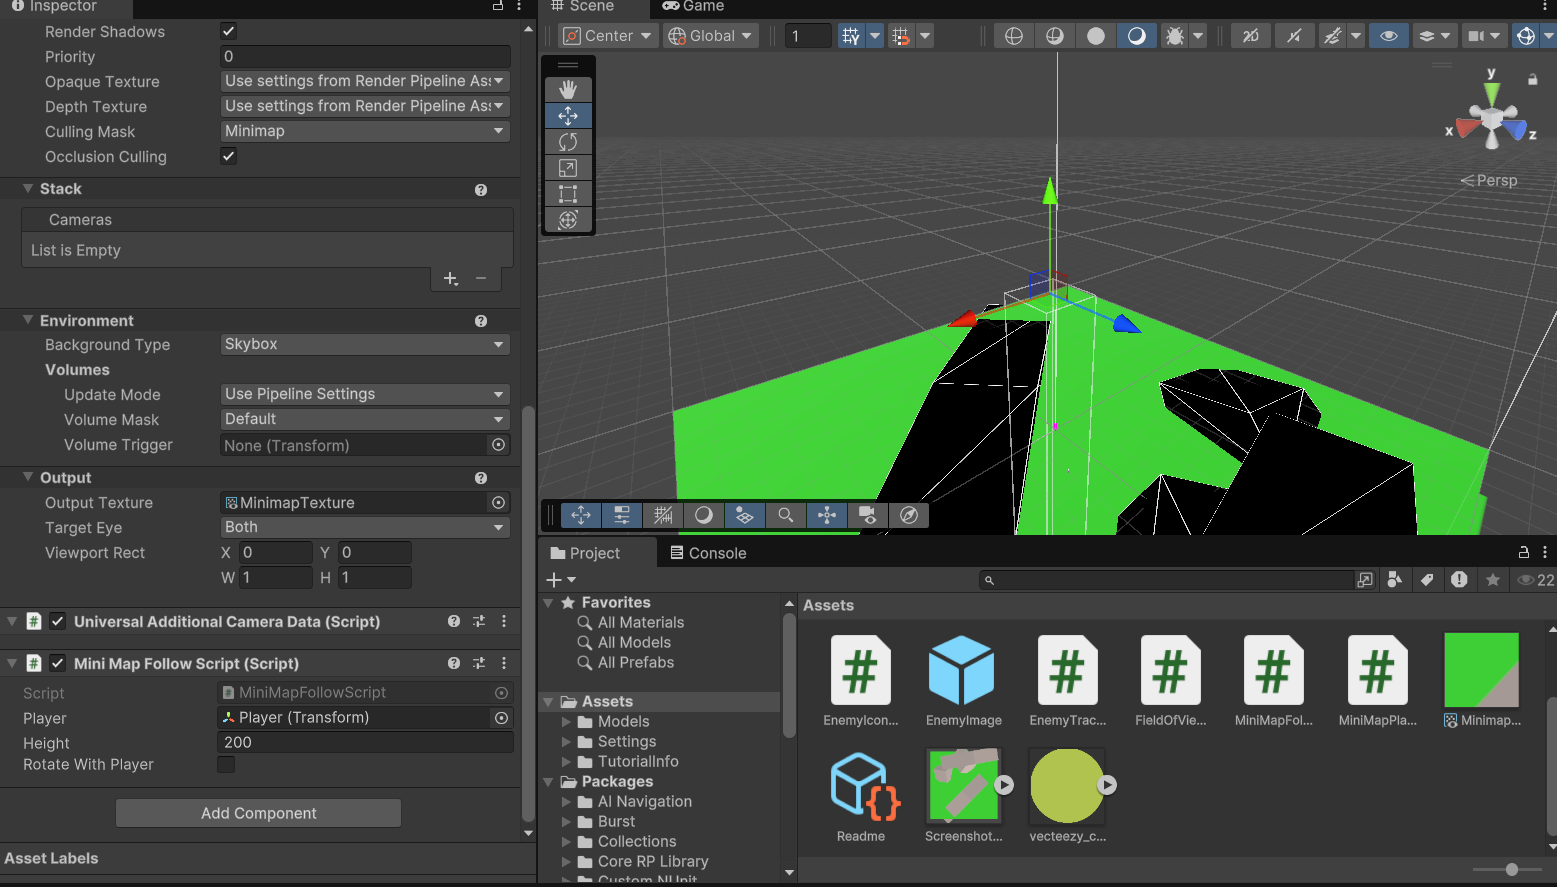 Inspector
Render Shadows
Priority 0
Opaque Texture Use settings from Render Pipeline Ass
Depth Texture Use settings from Render Pipeline Ass
Culling Mask Minimap
Occlusion Culling
Stack
Cameras
List is Empty
Environment
Background Type Skybox
Volumes
Update Mode Use Pipeline Settings
Volume Mask Default
Volume Trigger None (Transform)
Output
Output Texture MinimapTexture
Target Eye Both
Viewport Rect X 0 Y 0
W 1 H 1
Universal Additional Camera Data (Script)
Mini Map Follow Script (Script)
Script MiniMapFollowScript
Player Player (Transform)
Height 200
Rotate With Player
Add Component
Asset Labels
Scene Game
Center Global 1 2D
y
x z
Persp
Project Console
22
Favorites
All Materials
All Models
All Prefabs
Assets
Models
Settings
TutorialInfo
Packages
AI Navigation
Burst
Collections
Core RP Library
Custom NUnit
Assets
EnemyIcon... EnemyImage EnemyTrac... FieldOfVie... MiniMapFol... MiniMapPla... Minimap...
Readme Screenshot... vecteezy_c...